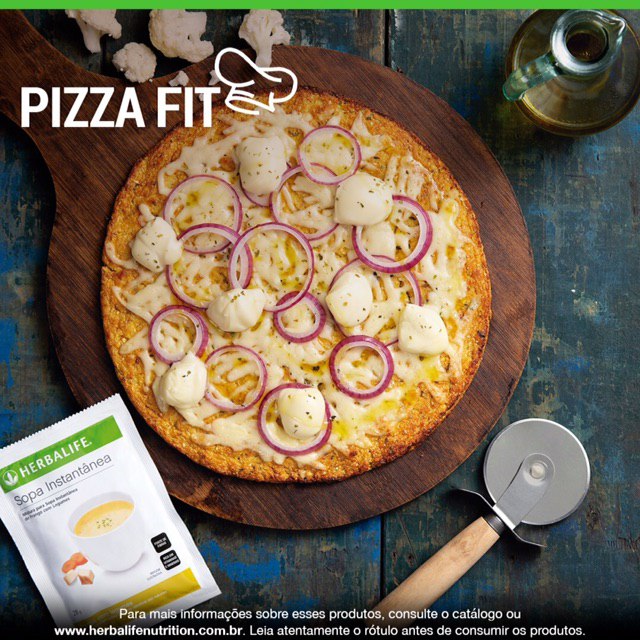 PIZZA FIT
HERBALIFE.
Sopa Instantânea
Para mais informações sobre esses produtos, consulte o catálogo ou
www.herbalifenutrition.com.br. Leia atentamente o rótulo antes de consumir os produtos.